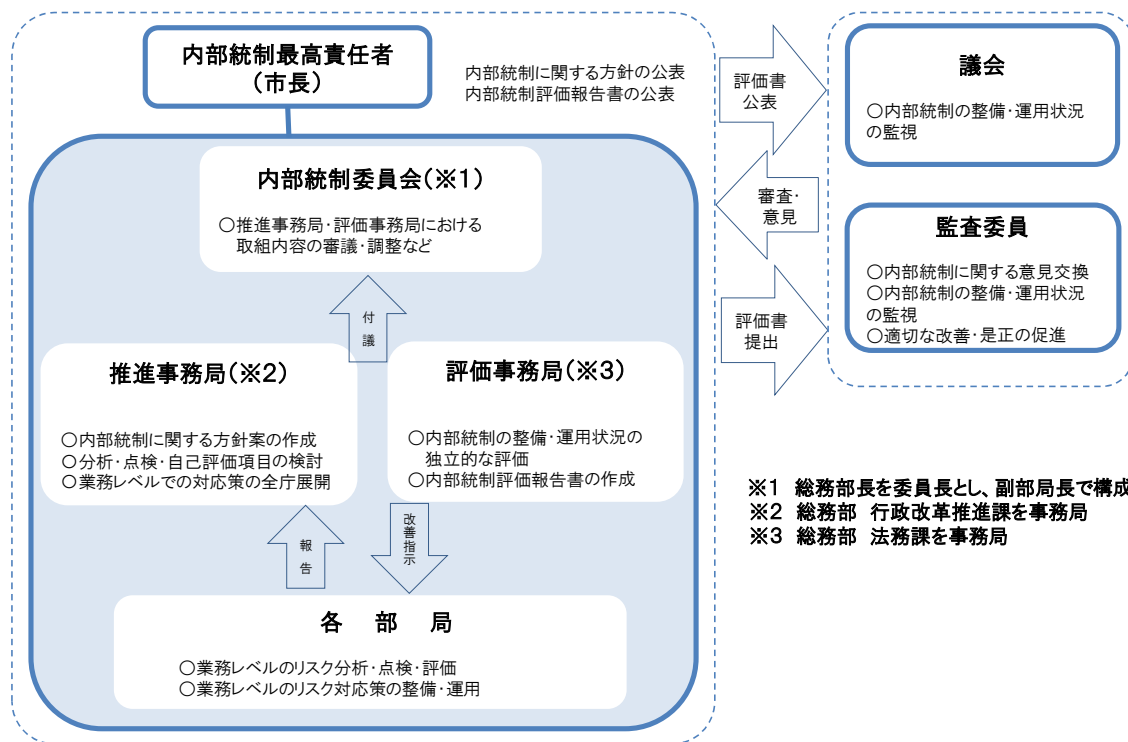 内部統制最高責任者
(市長)
内部統制に関する方針の公表
内部統制評価報告書の公表
評価書
公表
議会
○内部統制の整備・運用状況
の監視
内部統制委員会(※1)
○推進事務局・評価事務局における
取組内容の審議・調整など
審査・
意見
監査委員
○内部統制に関する意見交換
○内部統制の整備・運用状況
の監視
○適切な改善・是正の促進
評価書
提出
付
議
推進事務局(※2)
○内部統制に関する方針案の作成
○分析・点検・自己評価項目の検討
○業務レベルでの対応策の全庁展開
評価事務局(※3)
○内部統制の整備・運用状況の
独立的な評価
○内部統制評価報告書の作成
※1 総務部長を委員長とし、副部局長で構成
※2 総務部 行政改革推進課を事務局
※3 総務部 法務課を事務局
報
告
改善指示
各 部 局
○業務レベルのリスク分析・点検・評価
○業務レベルのリスク対応策の整備・運用